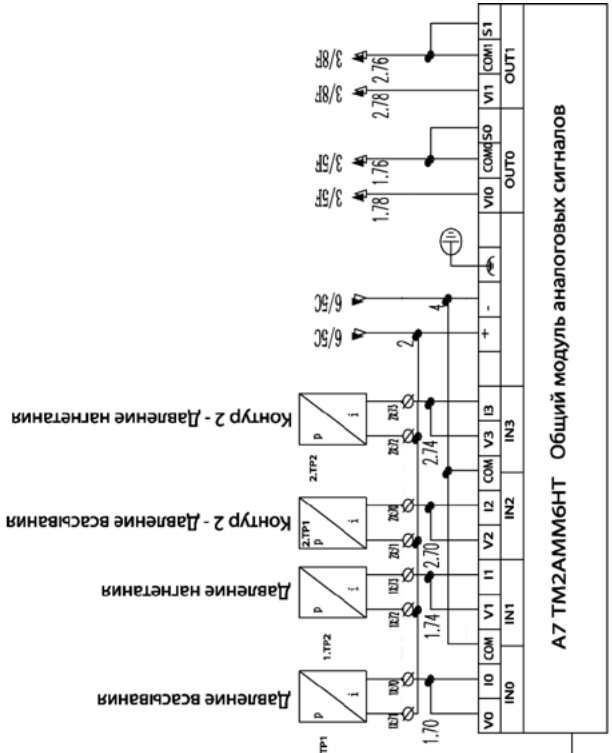 3/8F
3/8F
2.76
2.78
3/5F
3/5F
1.76
1.78
6/5C
6/5C
4
2
Контур 2 - Давление нагнетания
Контур 2 - Давление всасывания
Давление нагнетания
Давление всасывания
p i
2.TP2
p i
2.TP1
p i
1.TP2
p i
TP1
2.74
2.70
1.74
1.70
S1
COM1
VI1
OUT1
SO
COM0
VI0
OUT0
-
+
I3
V3
IN3
COM
I2
V2
IN2
I1
V1
IN1
COM
I0
V0
IN0
A7 TM2AMM6HT Общий модуль аналоговых сигналов